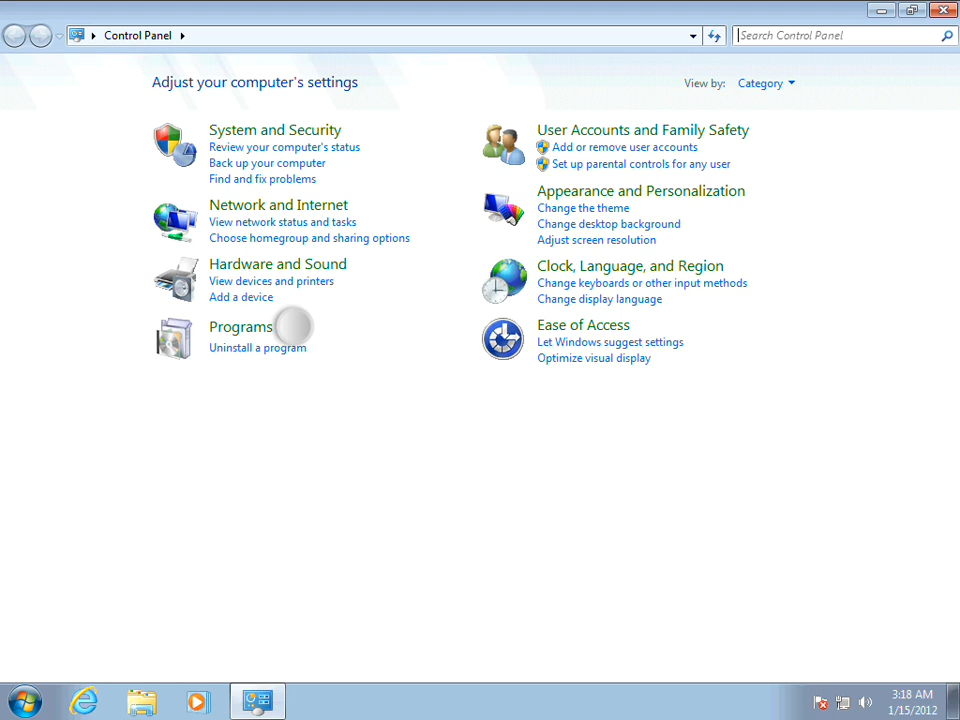 Control Panel
Search Control Panel
Adjust your computer's settings
View by: Category
System and Security
Review your computer's status
Back up your computer
Find and fix problems
Network and Internet
View network status and tasks
Choose homegroup and sharing options
Hardware and Sound
View devices and printers
Add a device
Programs
Uninstall a program
User Accounts and Family Safety
Add or remove user accounts
Set up parental controls for any user
Appearance and Personalization
Change the theme
Change desktop background
Adjust screen resolution
Clock, Language, and Region
Change keyboards or other input methods
Change display language
Ease of Access
Let Windows suggest settings
Optimize visual display
3:18 AM
1/15/2012